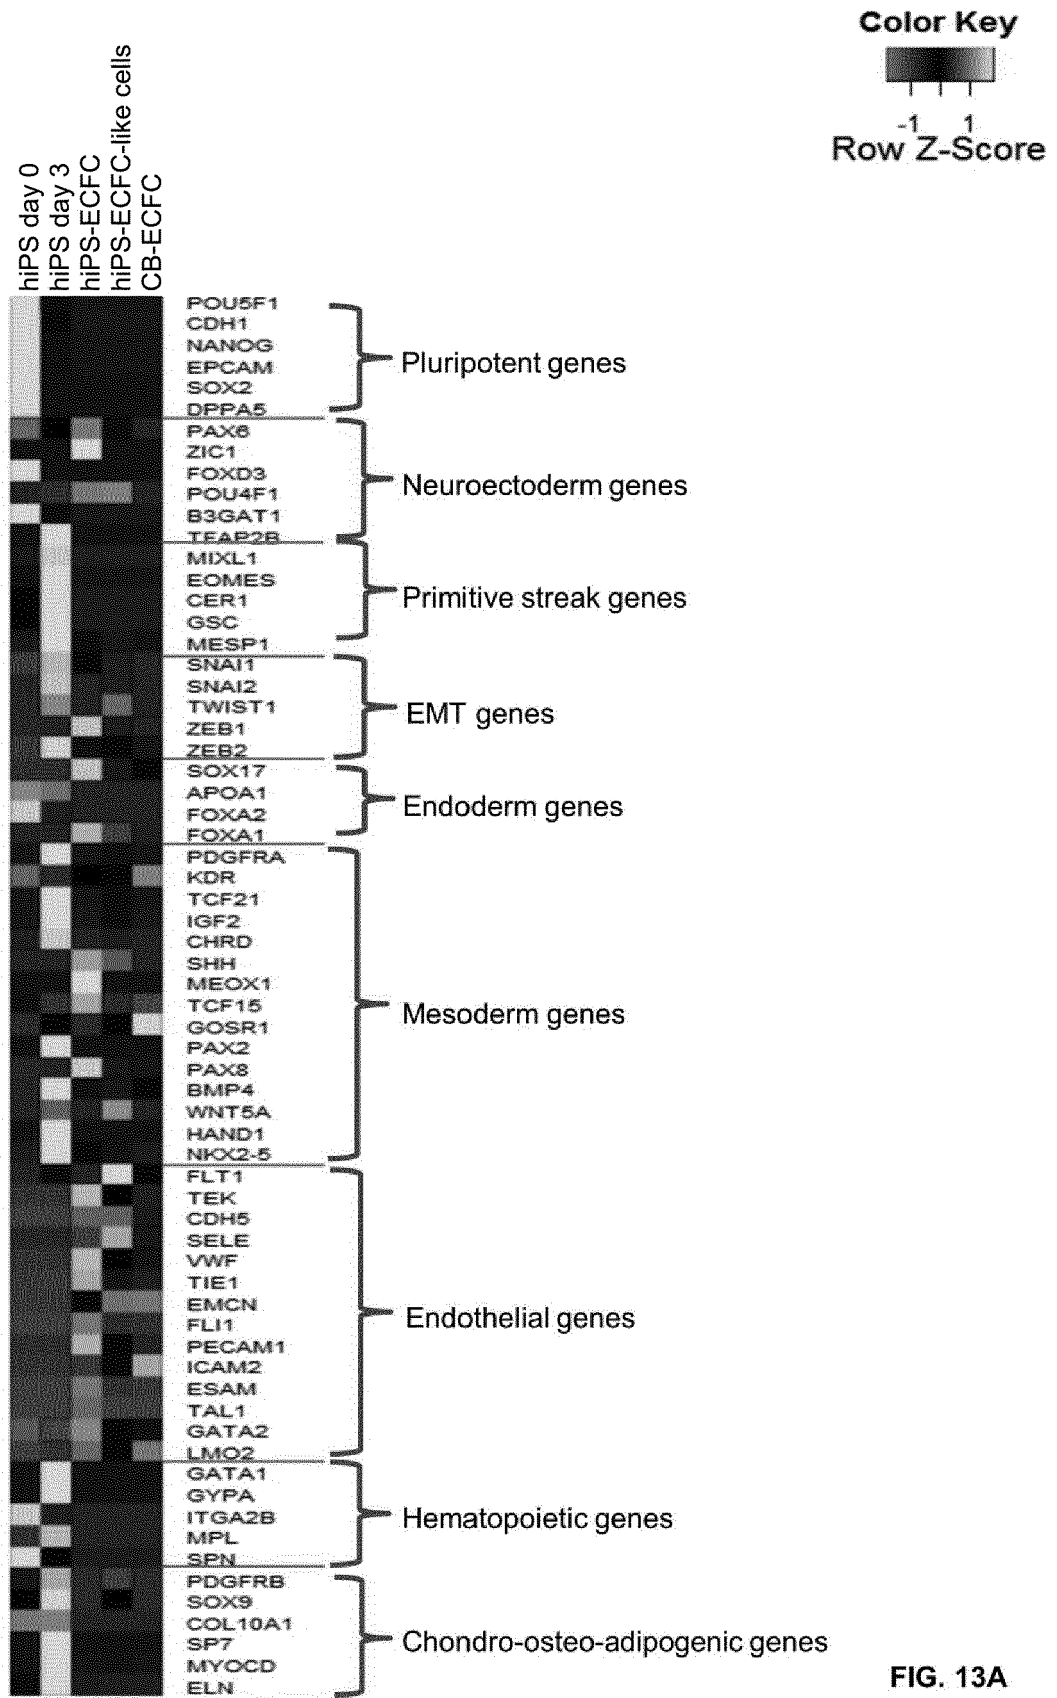 Color Key
-1 1
Row Z-Score
hiPS day 0
hiPS day 3
hiPS-ECFC
hiPS-ECFC-like cells
CB-ECFC
POU5F1
CDH1
NANOG
EPCAM
SOX2
DPPA5
Pluripotent genes
PAX6
ZIC1
FOXD3
POU4F1
B3GAT1
TFAP2B
Neuroectoderm genes
MIXL1
EOMES
CER1
GSC
MESP1
Primitive streak genes
SNAI1
SNAI2
TWIST1
ZEB1
ZEB2
EMT genes
SOX17
APOA1
FOXA2
FOXA1
Endoderm genes
PDGFRA
KDR
TCF21
IGF2
CHRD
SHH
MEOX1
TCF15
GOSR1
PAX2
PAX8
BMP4
WNT5A
HAND1
NKX2-5
Mesoderm genes
FLT1
TEK
CDH5
SELE
VWF
TIE1
EMCN
FLI1
PECAM1
ICAM2
ESAM
TAL1
GATA2
LMO2
Endothelial genes
GATA1
GYPA
ITGA2B
MPL
SPN
Hematopoietic genes
PDGFRB
SOX9
COL10A1
SP7
MYOCD
ELN
Chondro-osteo-adipogenic genes
FIG. 13A